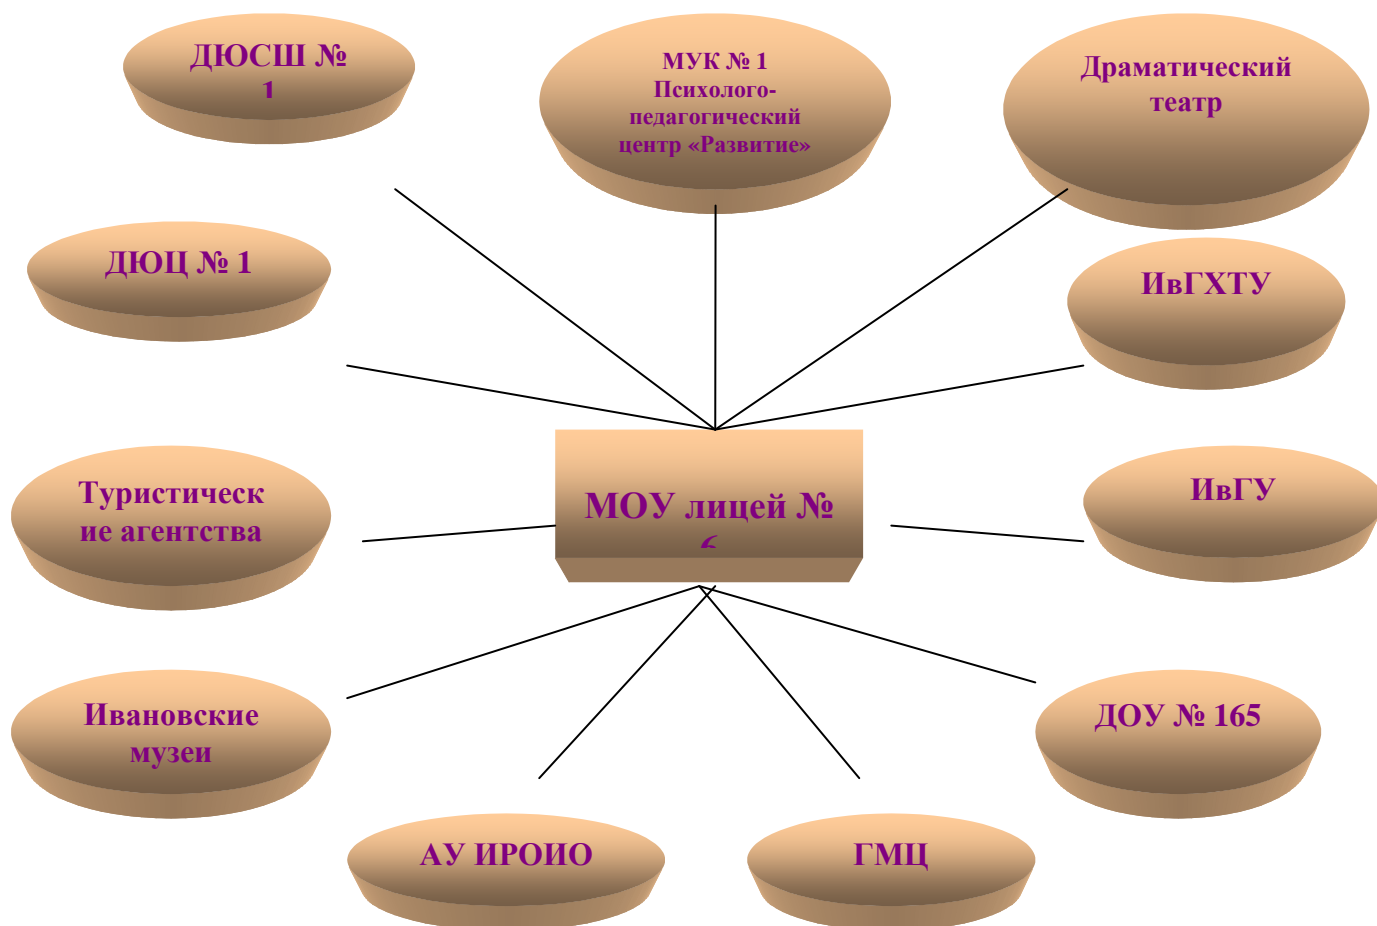 ДЮСШ №
1
МУК № 1
Психолого-
педагогический
центр «Развитие»
Драматический
театр
ДЮЦ № 1
ИвГХТУ
Туристическ
ие агентства
МОУ лицей №
6
ИвГУ
Ивановские
музеи
ДОУ № 165
АУ ИРОИО
ГМЦ